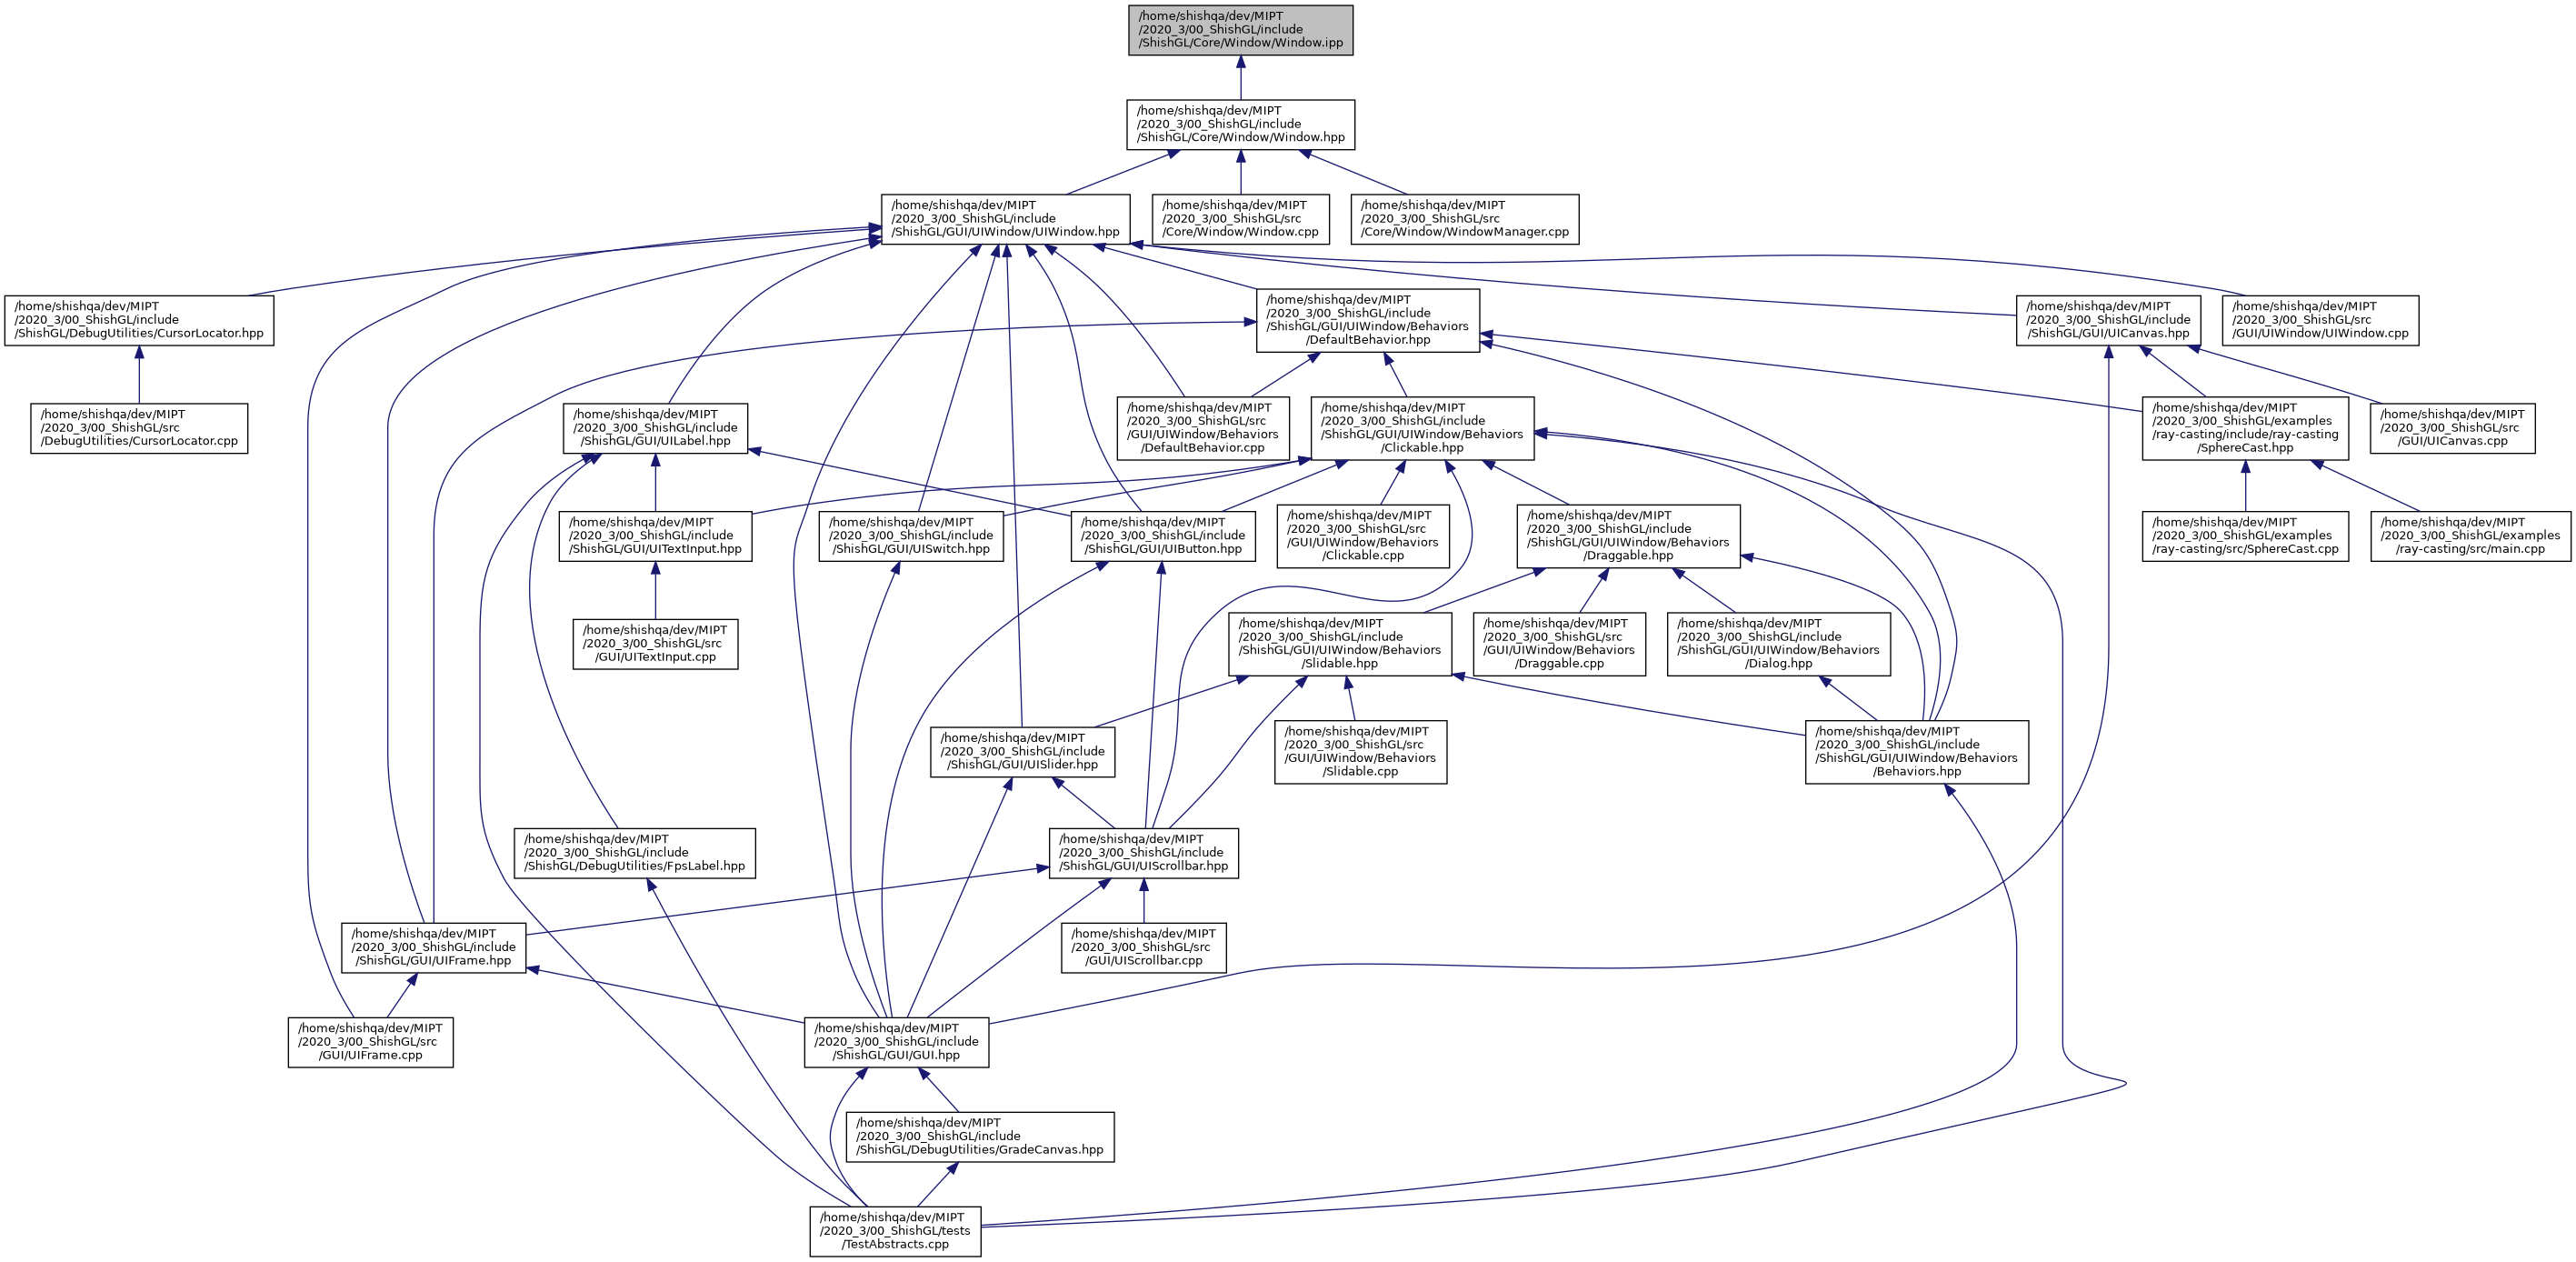 /home/shishqa/dev/MIPT
/2020_3/00_ShishGL/include
/ShishGL/Core/Window/Window.ipp
/home/shishqa/dev/MIPT
/2020_3/00_ShishGL/include
/ShishGL/Core/Window/Window.hpp
/home/shishqa/dev/MIPT
/2020_3/00_ShishGL/include
/ShishGL/GUI/UIWindow/UIWindow.hpp
/home/shishqa/dev/MIPT
/2020_3/00_ShishGL/src
/Core/Window/Window.cpp
/home/shishqa/dev/MIPT
/2020_3/00_ShishGL/src
/Core/Window/WindowManager.cpp
/home/shishqa/dev/MIPT
/2020_3/00_ShishGL/include
/ShishGL/DebugUtilities/CursorLocator.hpp
/home/shishqa/dev/MIPT
/2020_3/00_ShishGL/include
/ShishGL/GUI/UIWindow/Behaviors
/DefaultBehavior.hpp
/home/shishqa/dev/MIPT
/2020_3/00_ShishGL/include
/ShishGL/GUI/UICanvas.hpp
/home/shishqa/dev/MIPT
/2020_3/00_ShishGL/src
/GUI/UIWindow/UIWindow.cpp
/home/shishqa/dev/MIPT
/2020_3/00_ShishGL/src
/DebugUtilities/CursorLocator.cpp
/home/shishqa/dev/MIPT
/2020_3/00_ShishGL/include
/ShishGL/GUI/UILabel.hpp
/home/shishqa/dev/MIPT
/2020_3/00_ShishGL/src
/GUI/UIWindow/Behaviors
/DefaultBehavior.cpp
/home/shishqa/dev/MIPT
/2020_3/00_ShishGL/include
/ShishGL/GUI/UIWindow/Behaviors
/Clickable.hpp
/home/shishqa/dev/MIPT
/2020_3/00_ShishGL/examples
/ray-casting/include/ray-casting
/SphereCast.hpp
/home/shishqa/dev/MIPT
/2020_3/00_ShishGL/src
/GUI/UICanvas.cpp
/home/shishqa/dev/MIPT
/2020_3/00_ShishGL/include
/ShishGL/GUI/UITextInput.hpp
/home/shishqa/dev/MIPT
/2020_3/00_ShishGL/include
/ShishGL/GUI/UISwitch.hpp
/home/shishqa/dev/MIPT
/2020_3/00_ShishGL/include
/ShishGL/GUI/UIButton.hpp
/home/shishqa/dev/MIPT
/2020_3/00_ShishGL/src
/GUI/UIWindow/Behaviors
/Clickable.cpp
/home/shishqa/dev/MIPT
/2020_3/00_ShishGL/include
/ShishGL/GUI/UIWindow/Behaviors
/Draggable.hpp
/home/shishqa/dev/MIPT
/2020_3/00_ShishGL/examples
/ray-casting/src/SphereCast.cpp
/home/shishqa/dev/MIPT
/2020_3/00_ShishGL/examples
/ray-casting/src/main.cpp
/home/shishqa/dev/MIPT
/2020_3/00_ShishGL/src
/GUI/UITextInput.cpp
/home/shishqa/dev/MIPT
/2020_3/00_ShishGL/include
/ShishGL/GUI/UIWindow/Behaviors
/Slidable.hpp
/home/shishqa/dev/MIPT
/2020_3/00_ShishGL/src
/GUI/UIWindow/Behaviors
/Draggable.cpp
/home/shishqa/dev/MIPT
/2020_3/00_ShishGL/include
/ShishGL/GUI/UIWindow/Behaviors
/Dialog.hpp
/home/shishqa/dev/MIPT
/2020_3/00_ShishGL/include
/ShishGL/GUI/UISlider.hpp
/home/shishqa/dev/MIPT
/2020_3/00_ShishGL/src
/GUI/UIWindow/Behaviors
/Slidable.cpp
/home/shishqa/dev/MIPT
/2020_3/00_ShishGL/include
/ShishGL/GUI/UIWindow/Behaviors
/Behaviors.hpp
/home/shishqa/dev/MIPT
/2020_3/00_ShishGL/include
/ShishGL/DebugUtilities/FpsLabel.hpp
/home/shishqa/dev/MIPT
/2020_3/00_ShishGL/include
/ShishGL/GUI/UIScrollbar.hpp
/home/shishqa/dev/MIPT
/2020_3/00_ShishGL/include
/ShishGL/GUI/UIFrame.hpp
/home/shishqa/dev/MIPT
/2020_3/00_ShishGL/src
/GUI/UIScrollbar.cpp
/home/shishqa/dev/MIPT
/2020_3/00_ShishGL/src
/GUI/UIFrame.cpp
/home/shishqa/dev/MIPT
/2020_3/00_ShishGL/include
/ShishGL/GUI/GUI.hpp
/home/shishqa/dev/MIPT
/2020_3/00_ShishGL/include
/ShishGL/DebugUtilities/GradeCanvas.hpp
/home/shishqa/dev/MIPT
/2020_3/00_ShishGL/tests
/TestAbstracts.cpp